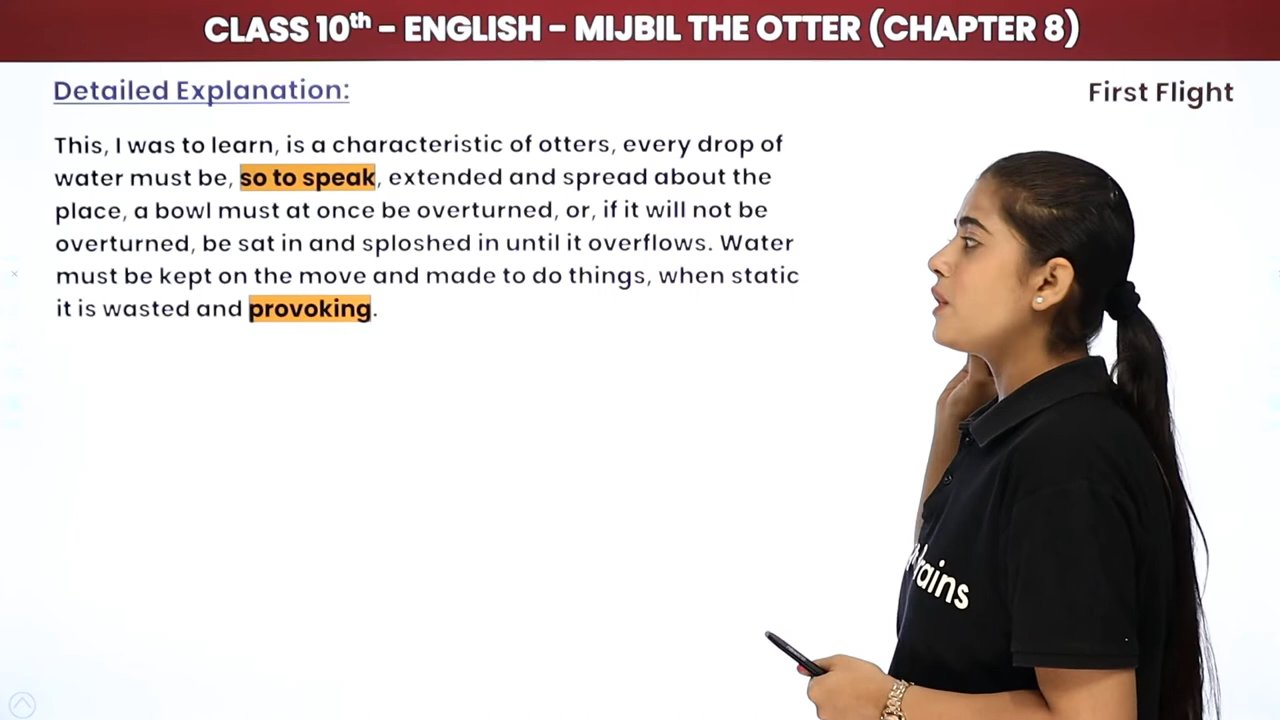 CLASS 10th - ENGLISH - MIJBIL THE OTTER (CHAPTER 8)
Detailed Explanation:
First Flight
This, I was to learn, is a characteristic of otters, every drop of
water must be, so to speak, extended and spread about the
place, a bowl must at once be overturned, or, if it will not be
overturned, be sat in and sploshed in until it overflows. Water
must be kept on the move and made to do things, when static
it is wasted and provoking.